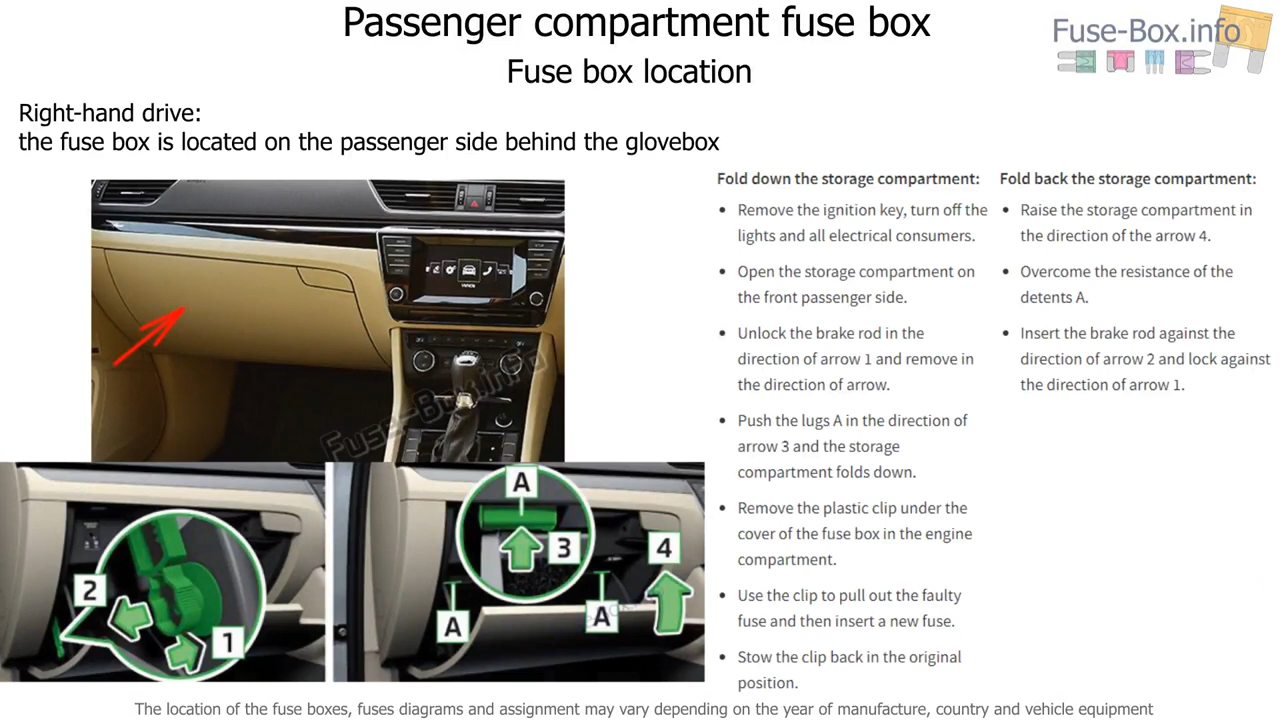 Passenger compartment fuse box
Fuse box location
Fuse-Box.info
Right-hand drive:
the fuse box is located on the passenger side behind the glovebox
Fuse-Box.info
2
1
A
3
4
A
A
Fold down the storage compartment:
Remove the ignition key, turn off the
lights and all electrical consumers.
Open the storage compartment on
the front passenger side.
Unlock the brake rod in the
direction of arrow 1 and remove in
the direction of arrow.
Push the lugs A in the direction of
arrow 3 and the storage
compartment folds down.
Remove the plastic clip under the
cover of the fuse box in the engine
compartment.
Use the clip to pull out the faulty
fuse and then insert a new fuse.
Stow the clip back in the original
position.
Fold back the storage compartment:
Raise the storage compartment in
the direction of the arrow 4.
Overcome the resistance of the
detents A.
Insert the brake rod against the
direction of arrow 2 and lock against
the direction of arrow 1.
The location of the fuse boxes, fuses diagrams and assignment may vary depending on the year of manufacture, country and vehicle equipment